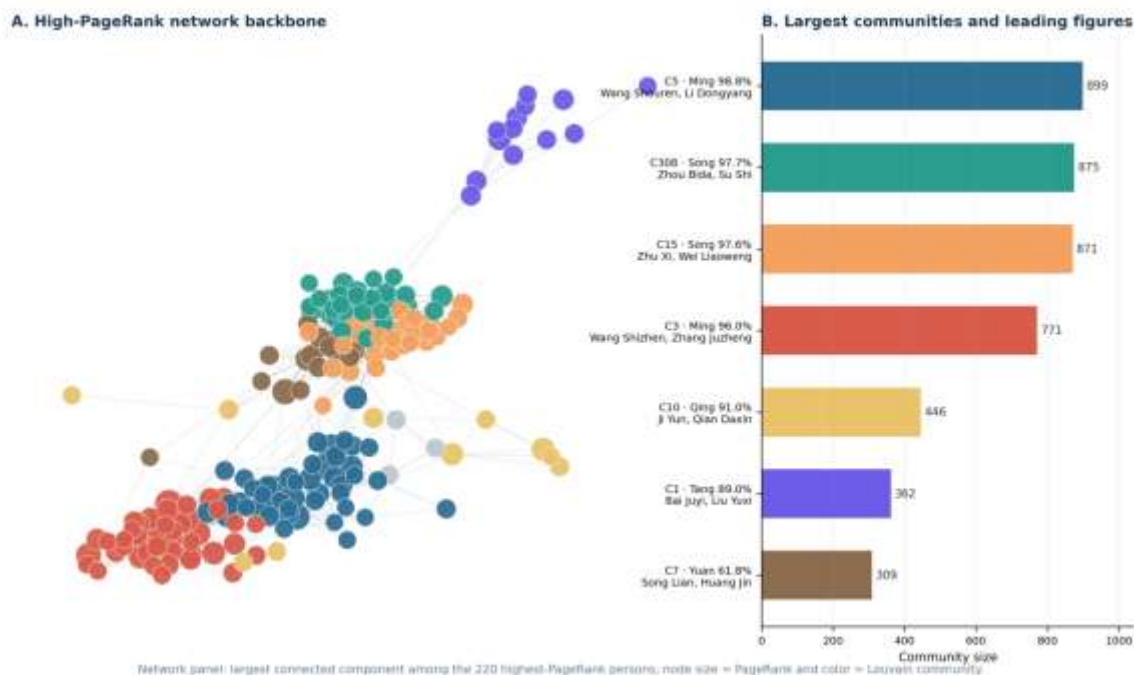 A. High-PageRank network backbone
B. Largest communities and leading figures
C5 · Ming 98.8%
Wang Shouren, Li Dongyang
899
C308 · Song 97.7%
Zhou Bida, Su Shi
875
C15 · Song 97.6%
Zhu Xi, Wei Liaoweng
871
C3 · Ming 96.0%
Wang Shizhen, Zhang Juzheng
771
C10 · Qing 91.0%
Ji Yun, Qian Daxin
446
C1 · Tang 89.0%
Bai Juyi, Liu Yuxi
362
C7 · Yuan 61.8%
Song Lian, Huang Jin
309
0 200 400 600 800 1000
Community size
Network panel: largest connected component among the 220 highest-PageRank persons; node size = PageRank and color = Louvain community.